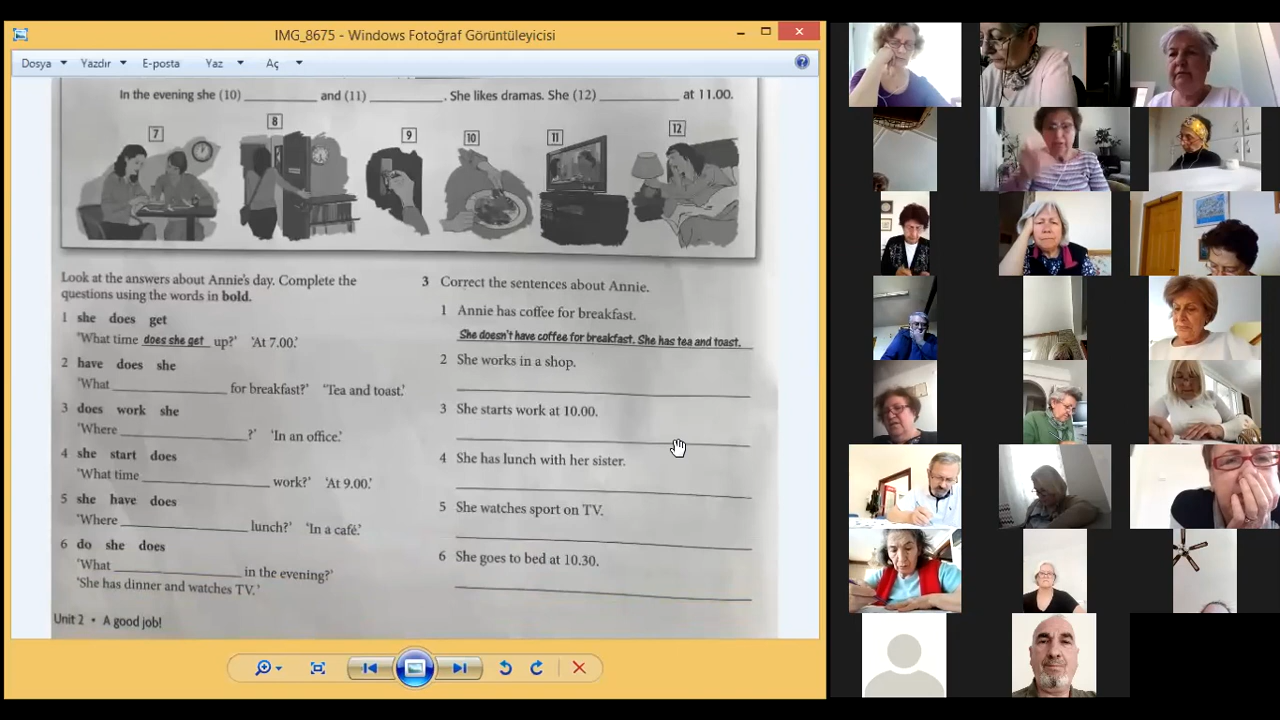 IMG_8675 - Windows Fotoğraf Görüntüleyicisi
Dosya Yazdır E-posta Yaz Aç
In the evening she (10) ____________ and (11) ____________. She likes dramas. She (12) ____________ at 11.00.
7 8 9 10 11 12
Look at the answers about Annie's day. Complete the
questions using the words in bold.
1 she does get
'What time does she get up?' 'At 7.00.'
2 have does she
'What ____________ for breakfast?' 'Tea and toast.'
3 does work she
'Where ____________?' 'In an office.'
4 she start does
'What time ____________ work?' 'At 9.00.'
5 she have does
'Where ____________ lunch?' 'In a café.'
6 do she does
'What ____________ in the evening?'
'She has dinner and watches TV.'
Unit 2 • A good job!
3 Correct the sentences about Annie.
1 Annie has coffee for breakfast.
She doesn't have coffee for breakfast. She has tea and toast.
2 She works in a shop.
3 She starts work at 10.00.
4 She has lunch with her sister.
5 She watches sport on TV.
6 She goes to bed at 10.30.